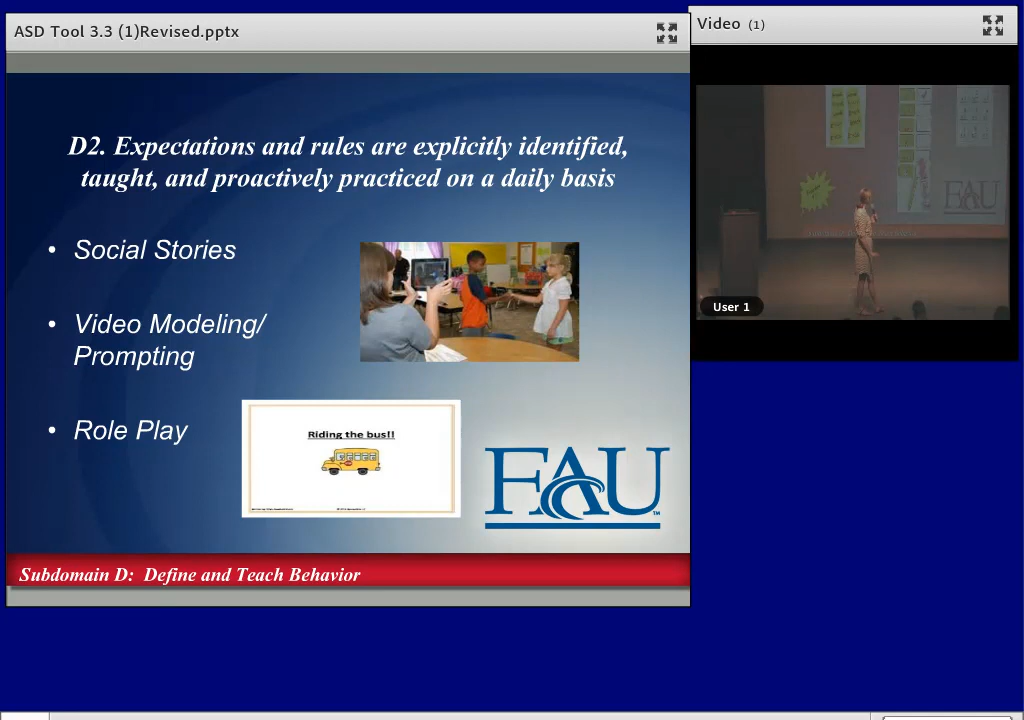 ASD Tool 3.3 (1)Revised.pptx
Video (1)
D2. Expectations and rules are explicitly identified,
taught, and proactively practiced on a daily basis
• Social Stories
• Video Modeling/
Prompting
• Role Play
Riding the bus!!
FAU
™
Subdomain D: Define and Teach Behavior
FAU
User 1